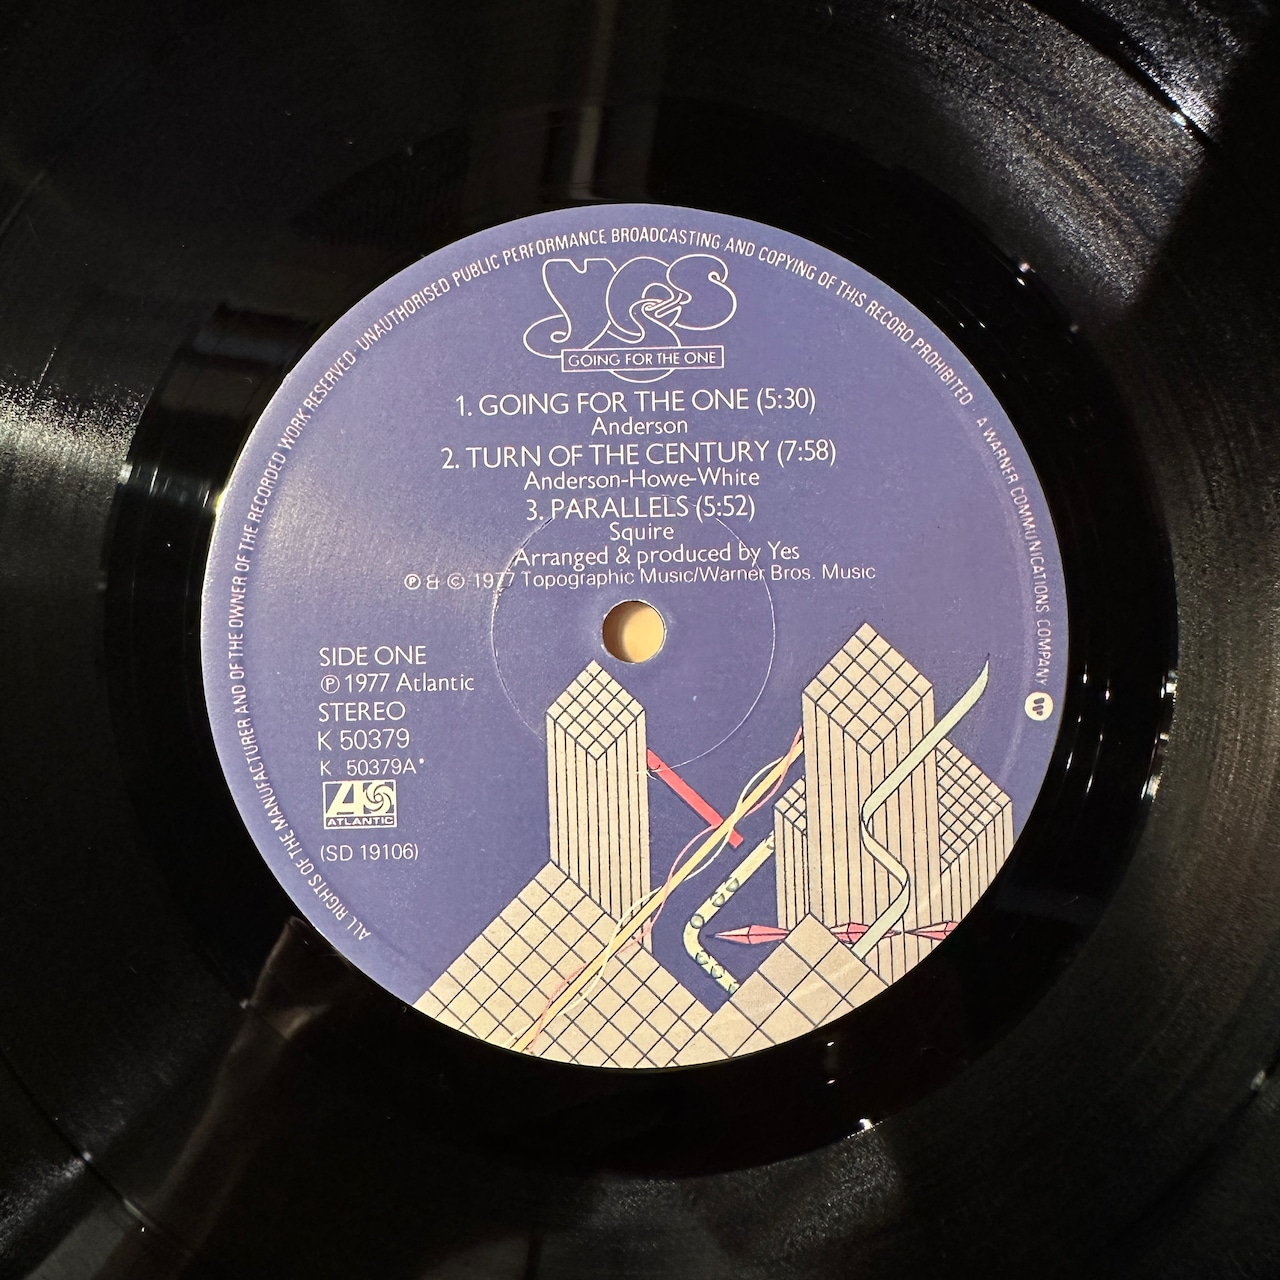 ALL RIGHTS OF THE MANUFACTURER AND OF THE OWNER OF THE RECORDED WORK RESERVED · UNAUTHORISED PUBLIC PERFORMANCE BROADCASTING AND COPYING OF THIS RECORD PROHIBITED · A WARNER COMMUNICATIONS COMPANY
YES
GOING FOR THE ONE
1. GOING FOR THE ONE (5:30)
Anderson
2. TURN OF THE CENTURY (7:58)
Anderson-Howe-White
3. PARALLELS (5:52)
Squire
Arranged & produced by Yes
℗ & © 1977 Topographic Music/Warner Bros. Music
SIDE ONE
℗ 1977 Atlantic
STEREO
K 50379
K 50379A*
ATLANTIC
(SD 19106)